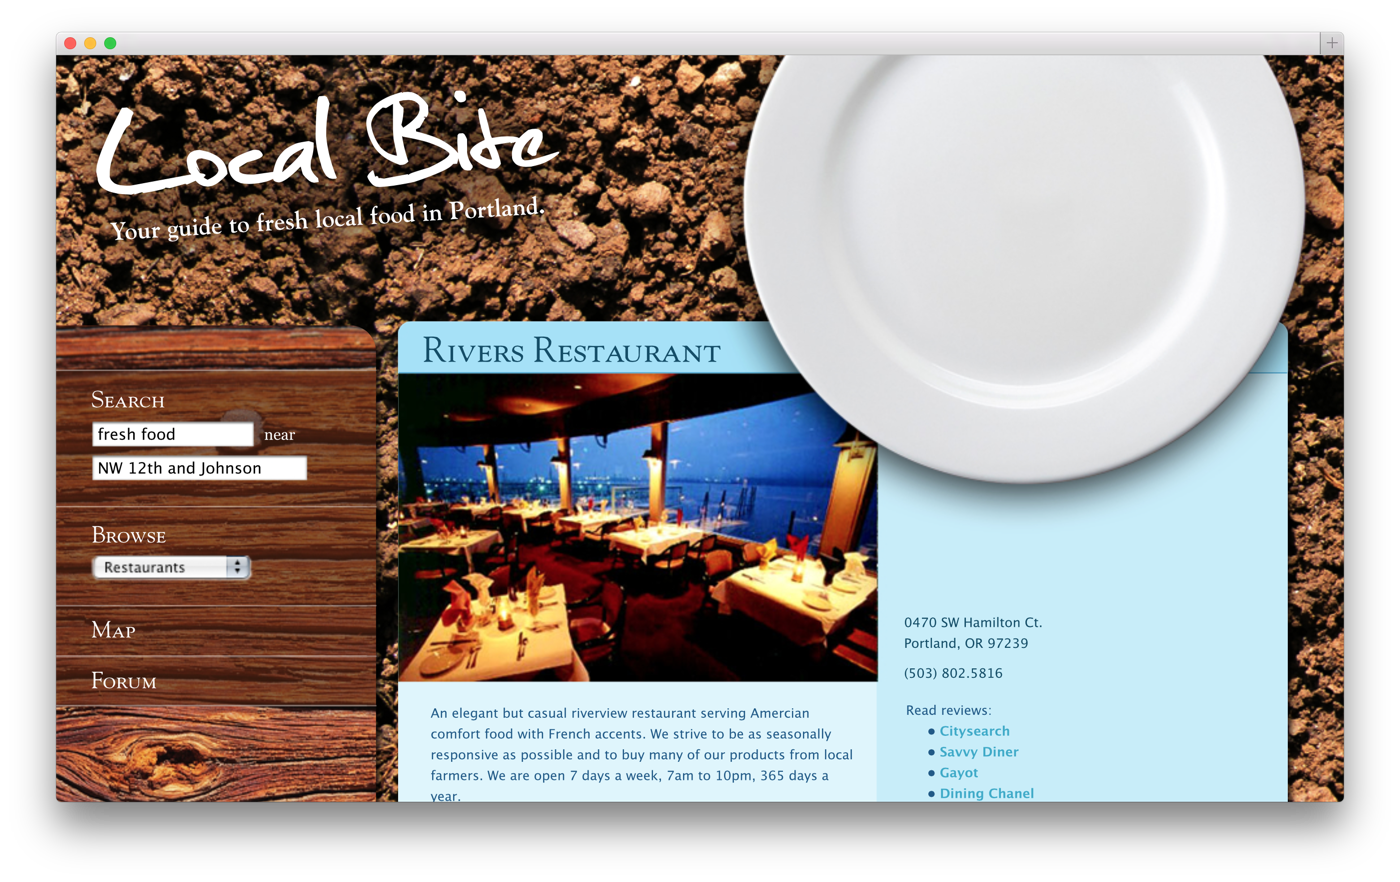 Local Bite
Your guide to fresh local food in Portland.
Search
fresh food near
NW 12th and Johnson
Browse
Restaurants
Map
Forum
Rivers Restaurant
An elegant but casual riverview restaurant serving Amercian
comfort food with French accents. We strive to be as seasonally
responsive as possible and to buy many of our products from local
farmers. We are open 7 days a week, 7am to 10pm, 365 days a
year.
0470 SW Hamilton Ct.
Portland, OR 97239
(503) 802.5816
Read reviews:
• Citysearch
• Savvy Diner
• Gayot
• Dining Chanel